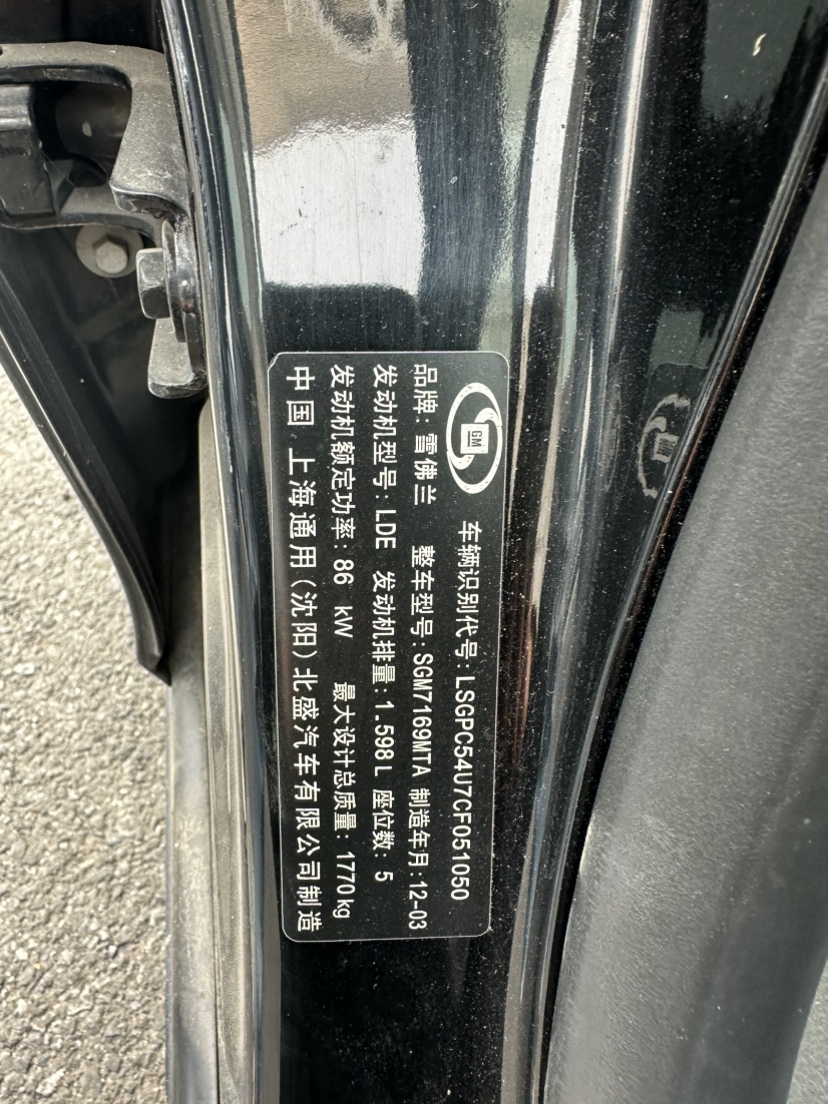 GM
车辆识别代号:LSGPC54U7CF051050
品牌:雪佛兰 整车型号:SGM7169MTA 制造年月:12-03
发动机型号:LDE 发动机排量:1.598L 座位数:5
发动机额定功率:86 kW 最大设计总质量:1770kg
中国 上海通用(沈阳)北盛汽车有限公司制造